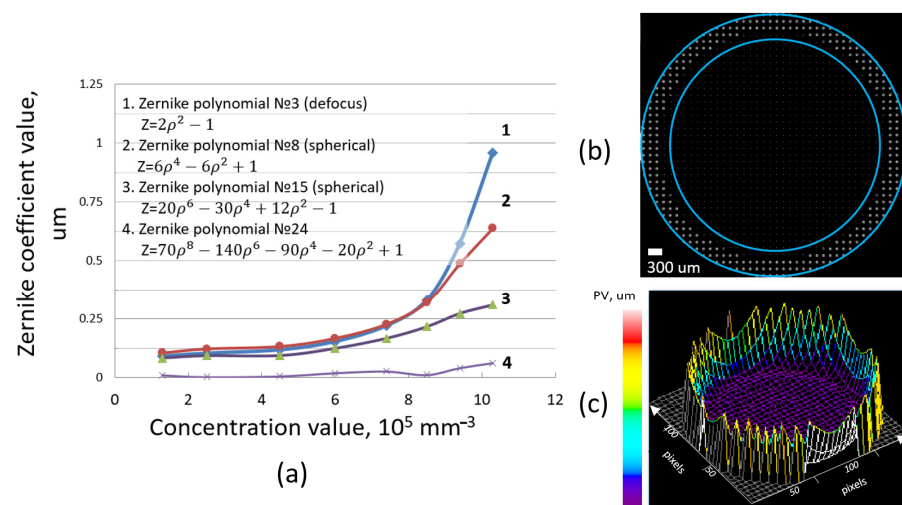 1.25
1
0.75
0.5
0.25
0
0 2 4 6 8 10 12
Zernike coefficient value,
um
Concentration value, 10⁵ mm⁻³
1. Zernike polynomial №3 (defocus)
Z=2ρ² − 1
2. Zernike polynomial №8 (spherical)
Z=6ρ⁴ − 6ρ² + 1
3. Zernike polynomial №15 (spherical)
Z=20ρ⁶ − 30ρ⁴ + 12ρ² − 1
4. Zernike polynomial №24
Z=70ρ⁸ − 140ρ⁶ − 90ρ⁴ − 20ρ² + 1
1
2
3
4
(a)
300 um
(b)
PV, um
100
50
pixels
50
100
pixels
(c)